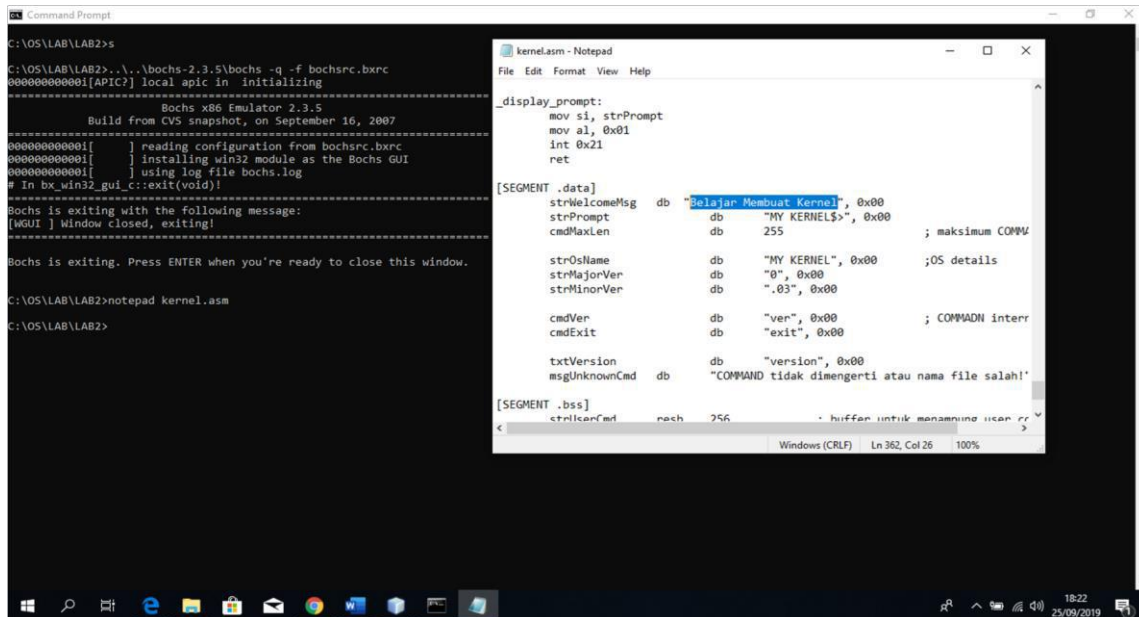 Command Prompt
C:\OS\LAB\LAB2>s
C:\OS\LAB\LAB2>..\..\bochs-2.3.5\bochs -q -f bochsrc.bxrc
00000000000i[APIC?] local apic in  initializing
========================================================================
Bochs x86 Emulator 2.3.5
Build from CVS snapshot, on September 16, 2007
========================================================================
00000000000i[     ] reading configuration from bochsrc.bxrc
00000000000i[     ] installing win32 module as the Bochs GUI
00000000000i[     ] using log file bochs.log
# In bx_win32_gui_c::exit(void)!
========================================================================
Bochs is exiting with the following message:
[WGUI ] Window closed, exiting!
========================================================================
Bochs is exiting. Press ENTER when you're ready to close this window.
C:\OS\LAB\LAB2>notepad kernel.asm
C:\OS\LAB\LAB2>
kernel.asm - Notepad
File Edit Format View Help
_display_prompt:
mov si, strPrompt
mov al, 0x01
int 0x21
ret
[SEGMENT .data]
strWelcomeMsg db "Belajar Membuat Kernel", 0x00
strPrompt db "MY KERNEL$>", 0x00
cmdMaxLen db 255 ; maksimum COMMA
strOsName db "MY KERNEL", 0x00 ;OS details
strMajorVer db "0", 0x00
strMinorVer db ".03", 0x00
cmdVer db "ver", 0x00 ; COMMADN interr
cmdExit db "exit", 0x00
txtVersion db "version", 0x00
msgUnknownCmd db "COMMAND tidak dimengerti atau nama file salah!"
[SEGMENT .bss]
strUserCmd resb 256 ; buffer untuk menampung user
Windows (CRLF) Ln 362, Col 26 100%
18:22
25/09/2019